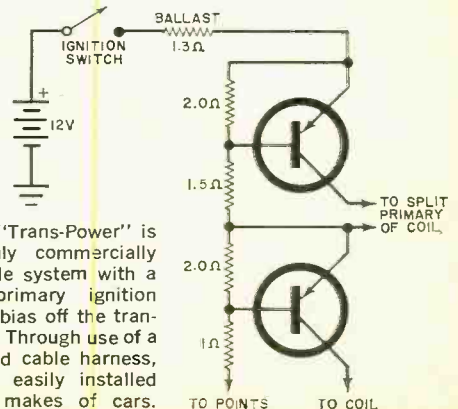 BALLAST
IGNITION
SWITCH
1.3Ω
+
12V
2.0Ω
1.5Ω
TO SPLIT
PRIMARY
OF COIL
2.0Ω
1Ω
TO POINTS
TO COIL
"Trans-Power" is
commercially
system with a
primary ignition
bias off the tran-
Through use of a
cable harness,
easily installed
makes of cars.